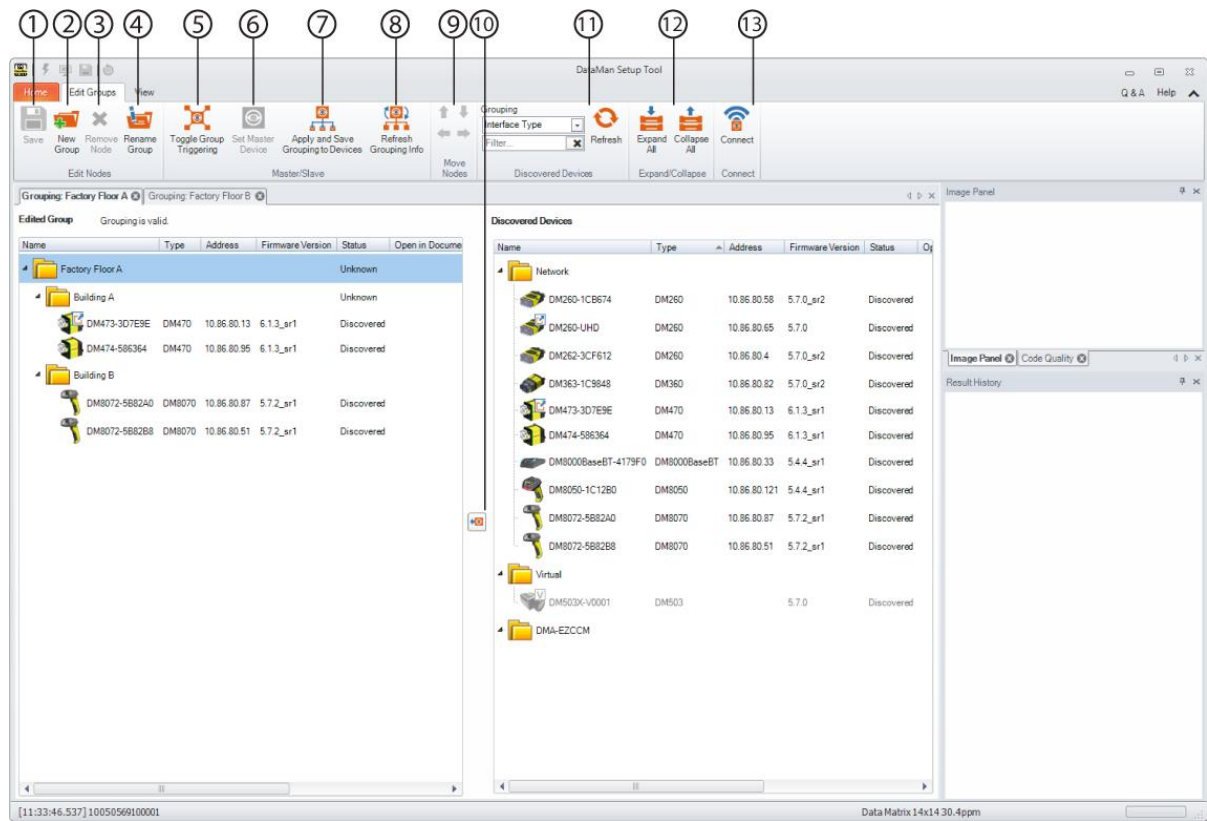 1 2 3 4 5 6 7 8 9 10 11 12 13
DataMan Setup Tool
Home Edit Groups View Q & A Help
Grouping
Interface Type
Filter...
Save New Group Remove Node Rename Group Toggle Group Triggering Set Master Device Apply and Save Grouping to Devices Refresh Grouping Info Move Nodes Refresh Expand All Collapse All Connect
Edit Nodes Master/Slave Discovered Devices Expand/Collapse Connect
Grouping: Factory Floor A Grouping: Factory Floor B
Edited Group Grouping is valid.
Name Type Address Firmware Version Status Open in Docume
Factory Floor A Unknown
Building A Unknown
DM473-3D7E9E DM470 10.86.80.13 6.1.3_sr1 Discovered
DM474-586364 DM470 10.86.80.95 6.1.3_sr1 Discovered
Building B
DM8072-5B82A0 DM8070 10.86.80.87 5.7.2_sr1 Discovered
DM8072-5B82B8 DM8070 10.86.80.51 5.7.2_sr1 Discovered
Discovered Devices
Name Type Address Firmware Version Status Op
Network
DM260-1CB674 DM260 10.86.80.58 5.7.0_sr2 Discovered
DM260-UHD DM260 10.86.80.65 5.7.0 Discovered
DM262-3CF612 DM260 10.86.80.4 5.7.0_sr2 Discovered
DM363-1C9848 DM360 10.86.80.82 5.7.0_sr2 Discovered
DM473-3D7E9E DM470 10.86.80.13 6.1.3_sr1 Discovered
DM474-586364 DM470 10.86.80.95 6.1.3_sr1 Discovered
DM8000BaseBT-4179F0 DM8000BaseBT 10.86.80.33 5.4.4_sr1 Discovered
DM8050-1C12B0 DM8050 10.86.80.121 5.4.4_sr1 Discovered
DM8072-5B82A0 DM8070 10.86.80.87 5.7.2_sr1 Discovered
DM8072-5B82B8 DM8070 10.86.80.51 5.7.2_sr1 Discovered
Virtual
DM503X-V0001 DM503 5.7.0 Discovered
DMA-EZCCM
Image Panel
Image Panel Code Quality
Result History
[11:33:46.537] 10050569100001 Data Matrix 14x14 30.4ppm